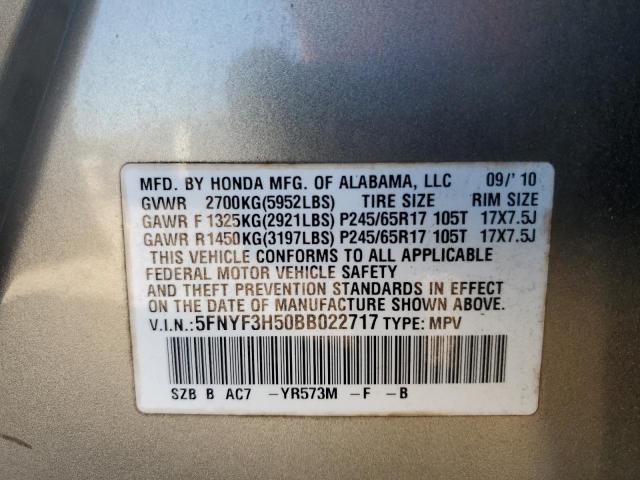 MFD. BY HONDA MFG. OF ALABAMA, LLC 09/'10
GVWR 2700KG(5952LBS) TIRE SIZE RIM SIZE
GAWR F 1325KG(2921LBS) P245/65R17 105T 17X7.5J
GAWR R1450KG(3197LBS) P245/65R17 105T 17X7.5J
THIS VEHICLE CONFORMS TO ALL APPLICABLE
FEDERAL MOTOR VEHICLE SAFETY
AND THEFT PREVENTION STANDARDS IN EFFECT
ON THE DATE OF MANUFACTURE SHOWN ABOVE.
V.I.N.:5FNYF3H50BB022717 TYPE: MPV
SZB B AC7 -YR573M -F -B